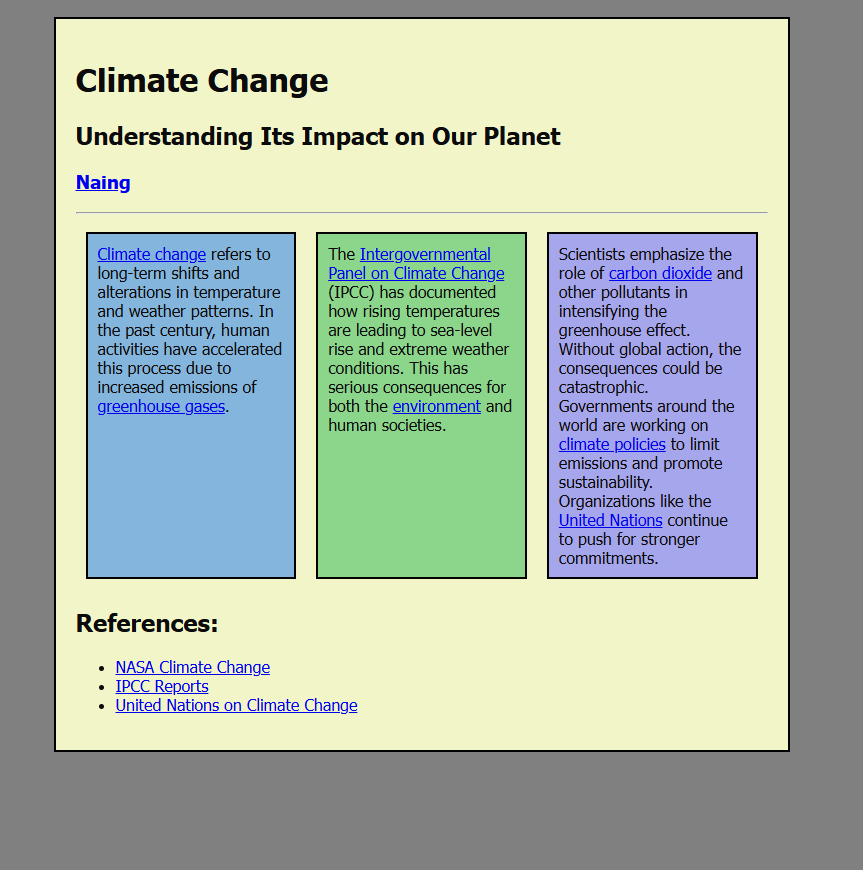 Climate Change
Understanding Its Impact on Our Planet
Naing
Climate change refers to
long-term shifts and
alterations in temperature
and weather patterns. In
the past century, human
activities have accelerated
this process due to
increased emissions of
greenhouse gases.
The Intergovernmental
Panel on Climate Change
(IPCC) has documented
how rising temperatures
are leading to sea-level
rise and extreme weather
conditions. This has
serious consequences for
both the environment and
human societies.
Scientists emphasize the
role of carbon dioxide and
other pollutants in
intensifying the
greenhouse effect.
Without global action, the
consequences could be
catastrophic.
Governments around the
world are working on
climate policies to limit
emissions and promote
sustainability.
Organizations like the
United Nations continue
to push for stronger
commitments.
References:
• NASA Climate Change
• IPCC Reports
• United Nations on Climate Change